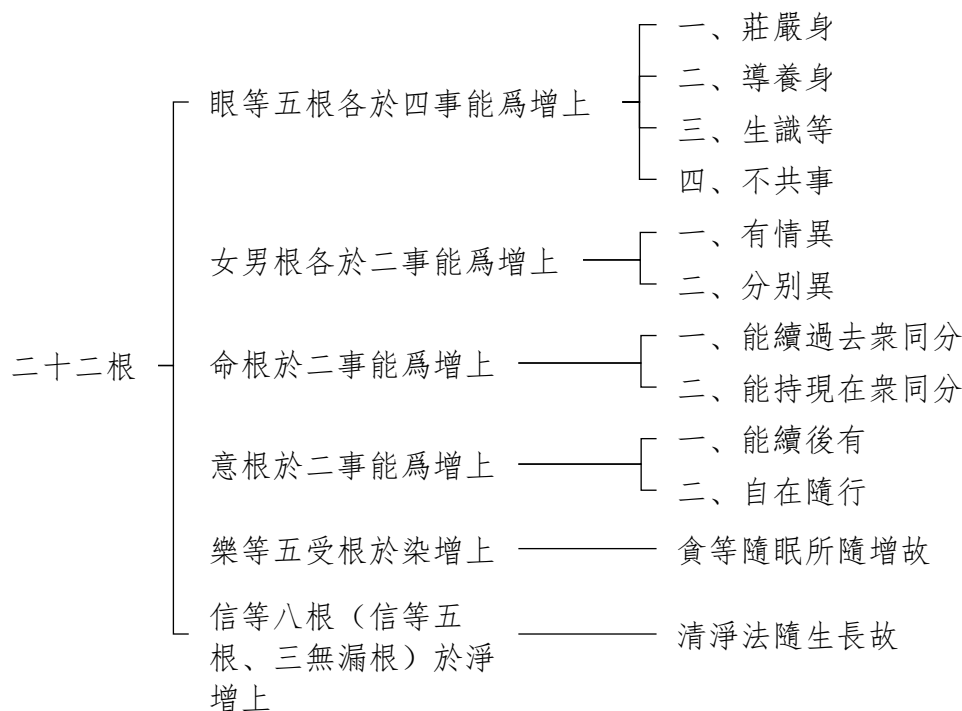 二十二根
眼等五根各於四事能爲增上
一、莊嚴身
二、導養身
三、生識等
四、不共事
女男根各於二事能爲增上
一、有情異
二、分別異
命根於二事能爲增上
一、能續過去衆同分
二、能持現在衆同分
意根於二事能爲增上
一、能續後有
二、自在隨行
樂等五受根於染增上
貪等隨眠所隨增故
信等八根（信等五
根、三無漏根）於淨
增上
清淨法隨生長故